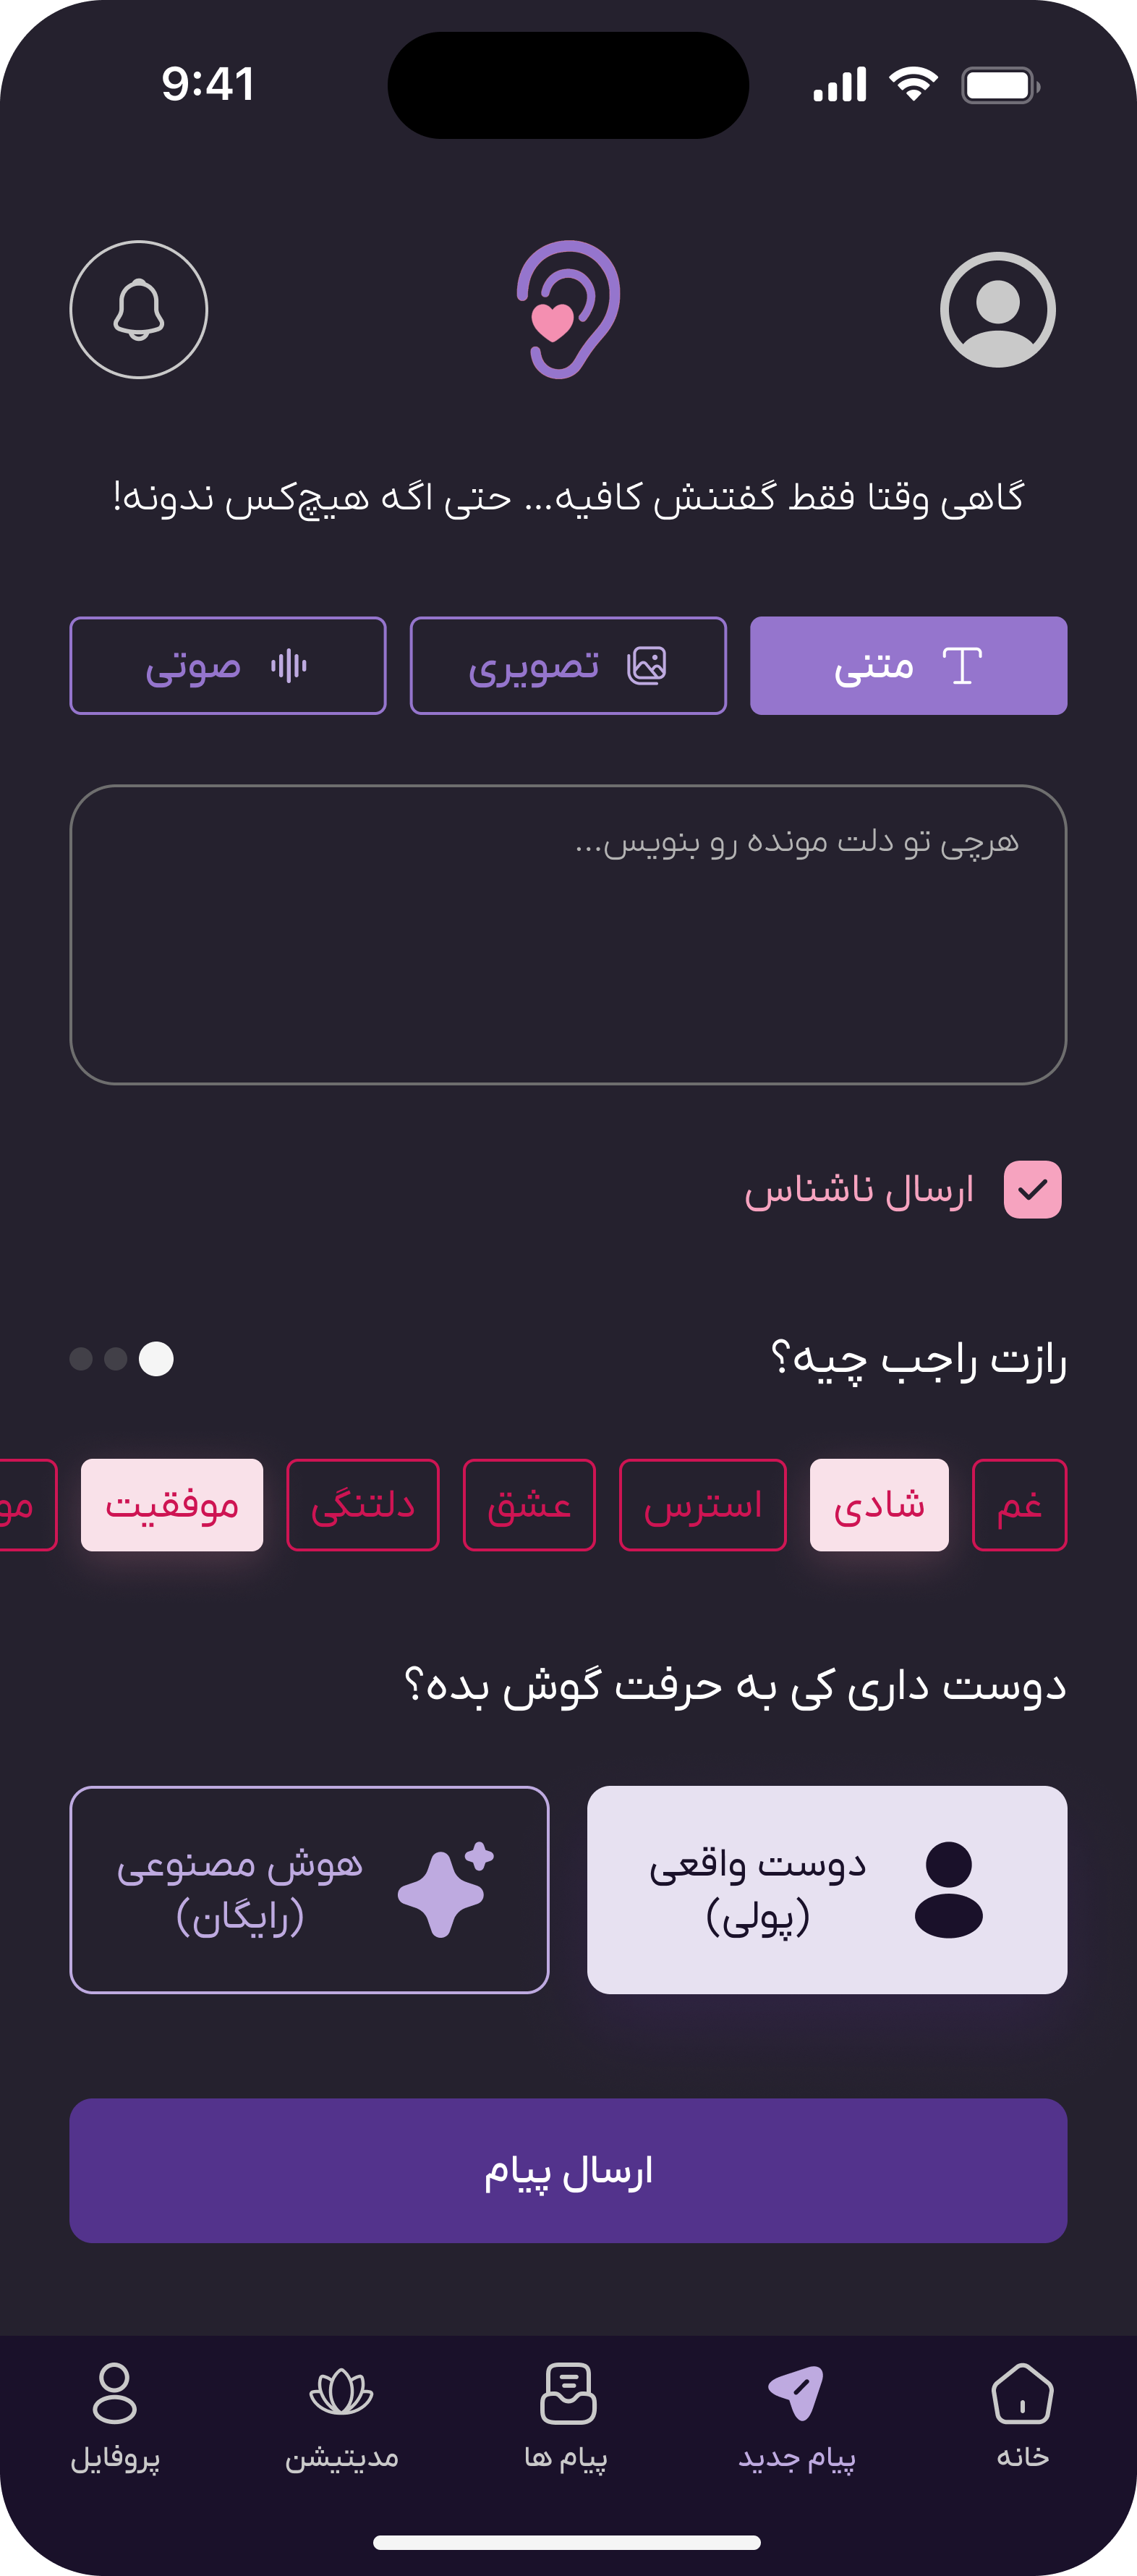 9:41
گاهی وقتا فقط گفتنش کافیه... حتی اگه هیچ‌کس ندونه!
متنی
تصویری
صوتی
هرچی تو دلت مونده رو بنویس...
ارسال ناشناس
رازت راجب چیه؟
غم
شادی
استرس
عشق
دلتنگی
موفقیت
مو
دوست داری کی به حرفت گوش بده؟
دوست واقعی
(پولی)
هوش مصنوعی
(رایگان)
ارسال پیام
خانه
پیام جدید
پیام ها
مدیتیشن
پروفایل